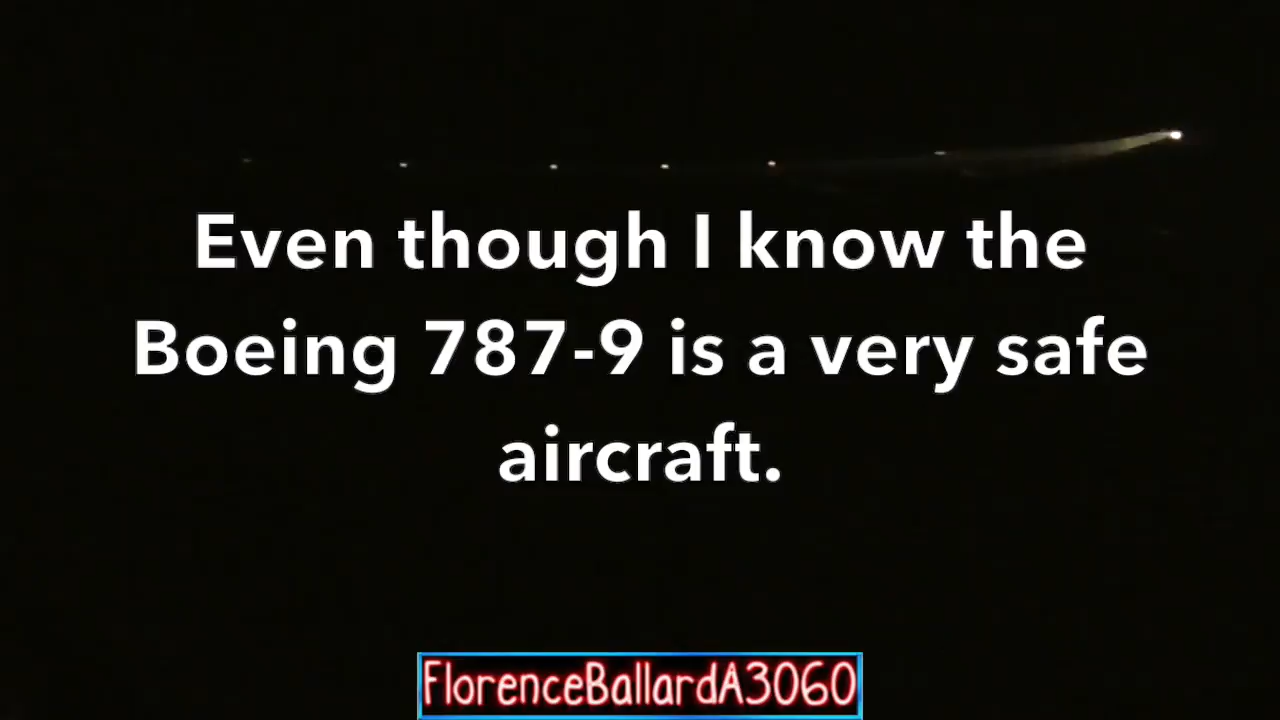 Even though I know the
Boeing 787-9 is a very safe
aircraft.
FlorenceBallardA3060